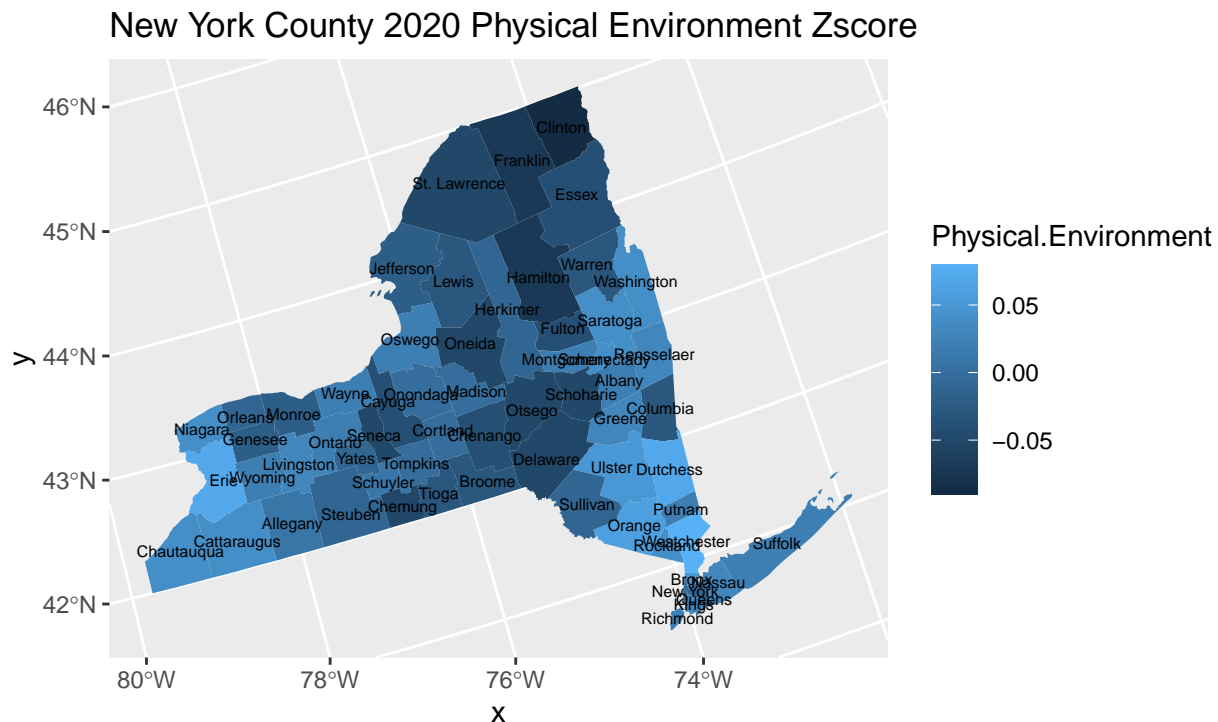 New York County 2020 Physical Environment Zscore
46°N
45°N
44°N
43°N
42°N
y
Clinton
Franklin
St. Lawrence
Essex
Jefferson
Warren
Lewis
Hamilton
Washington
Herkimer
Saratoga
Fulton
Oswego
Oneida
Rensselaer
Montgomery
Schenectady
Albany
Wayne
Cayuga
Onondaga
Madison
Schoharie
Columbia
Orleans
Monroe
Otsego
Greene
Niagara
Genesee
Ontario
Seneca
Cortland
Chenango
Yates
Livingston
Tompkins
Delaware
Ulster
Dutchess
Erie
Wyoming
Schuyler
Broome
Tioga
Chemung
Sullivan
Putnam
Steuben
Allegany
Orange
Westchester
Rockland
Suffolk
Cattaraugus
Chautauqua
Bronx
Nassau
New York
Queens
Kings
Richmond
80°W
78°W
76°W
74°W
x
Physical.Environment
0.05
0.00
−0.05